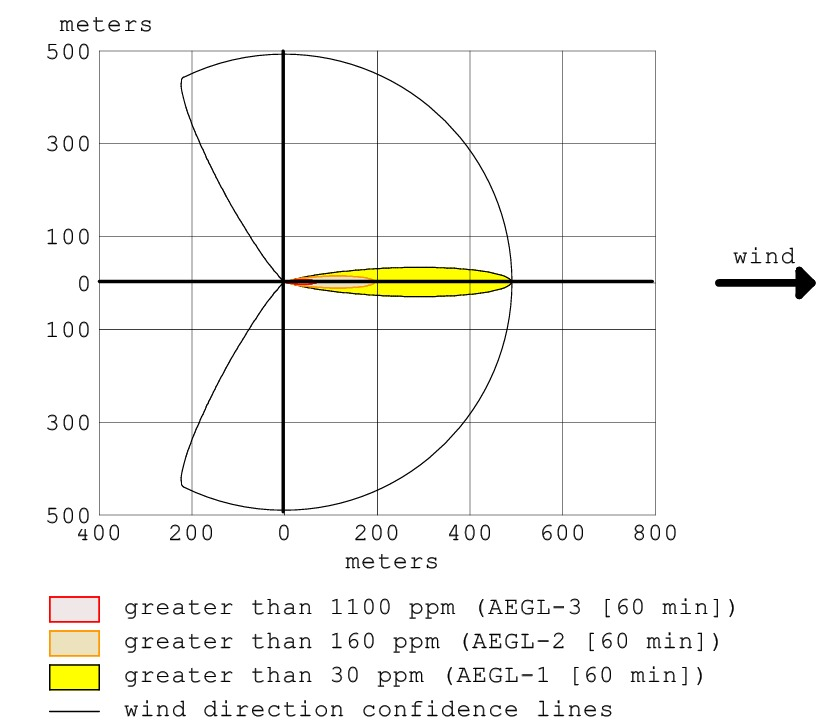 meters
500
300
100
0
100
300
500
wind
400 200 0 200 400 600 800
meters
greater than 1100 ppm (AEGL-3 [60 min])
greater than 160 ppm (AEGL-2 [60 min])
greater than 30 ppm (AEGL-1 [60 min])
wind direction confidence lines